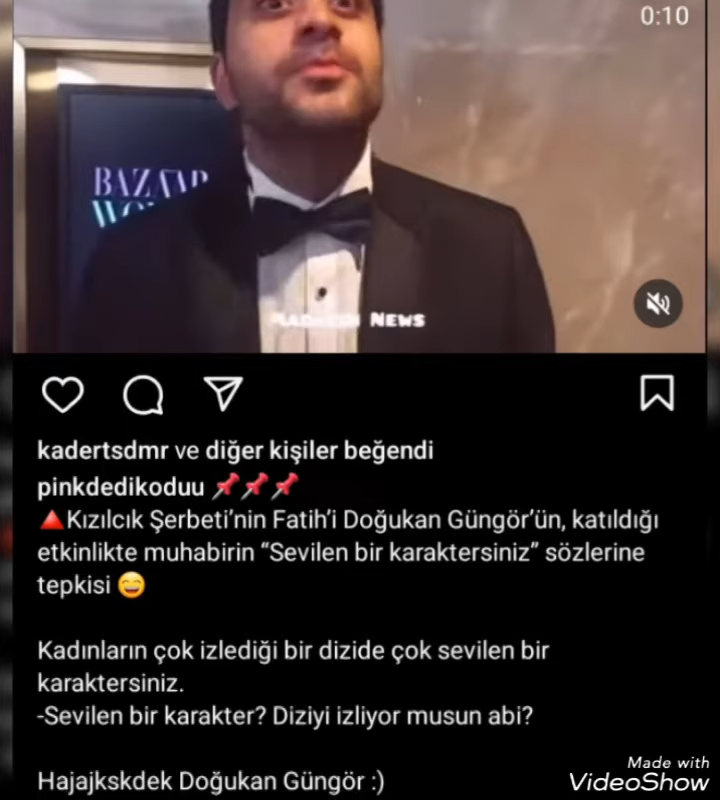 0:10
BAZAAR
NEWS
kadertsdmr ve diğer kişiler beğendi
pinkdedikoduu 📌📌📌
🔺Kızılcık Şerbeti’nin Fatih’i Doğukan Güngör’ün, katıldığı
etkinlikte muhabirin “Sevilen bir karaktersiniz” sözlerine
tepkisi 😄
Kadınların çok izlediği bir dizide çok sevilen bir
karaktersiniz.
-Sevilen bir karakter? Diziyi izliyor musun abi?
Hajajkskdek Doğukan Güngör :)
Made with
VideoShow